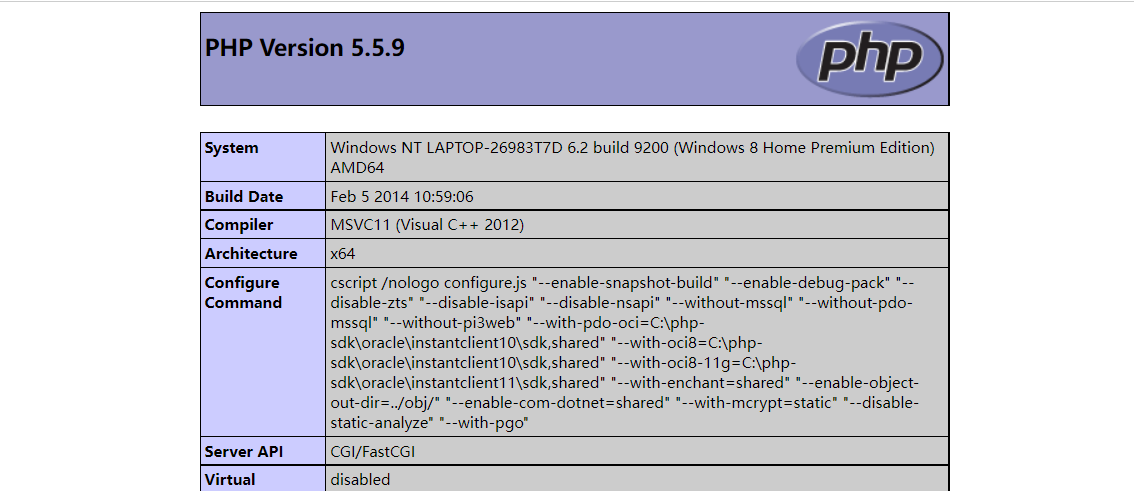 PHP Version 5.5.9
php
System
Windows NT LAPTOP-26983T7D 6.2 build 9200 (Windows 8 Home Premium Edition)
AMD64
Build Date
Feb 5 2014 10:59:06
Compiler
MSVC11 (Visual C++ 2012)
Architecture
x64
Configure
Command
cscript /nologo configure.js "--enable-snapshot-build" "--enable-debug-pack" "--
disable-zts" "--disable-isapi" "--disable-nsapi" "--without-mssql" "--without-pdo-
mssql" "--without-pi3web" "--with-pdo-oci=C:\php-
sdk\oracle\instantclient10\sdk,shared" "--with-oci8=C:\php-
sdk\oracle\instantclient10\sdk,shared" "--with-oci8-11g=C:\php-
sdk\oracle\instantclient11\sdk,shared" "--with-enchant=shared" "--enable-object-
out-dir=../obj/" "--enable-com-dotnet=shared" "--with-mcrypt=static" "--disable-
static-analyze" "--with-pgo"
Server API
CGI/FastCGI
Virtual
disabled